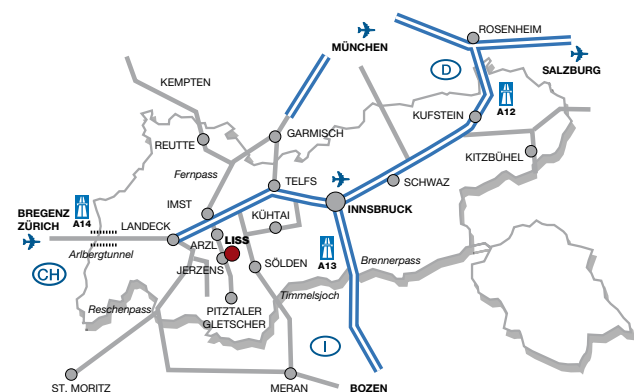 ROSENHEIM
MÜNCHEN
SALZBURG
D
KEMPTEN
A12
KUFSTEIN
GARMISCH
REUTTE
KITZBÜHEL
Fernpass
TELFS
SCHWAZ
IMST
INNSBRUCK
KÜHTAI
BREGENZ
ZÜRICH
A14
LANDECK
ARZL
LISS
Arlbergtunnel
JERZENS
SÖLDEN
A13
Brennerpass
CH
Reschenpass
Timmelsjoch
PITZTALER
GLETSCHER
I
ST. MORITZ
MERAN
BOZEN